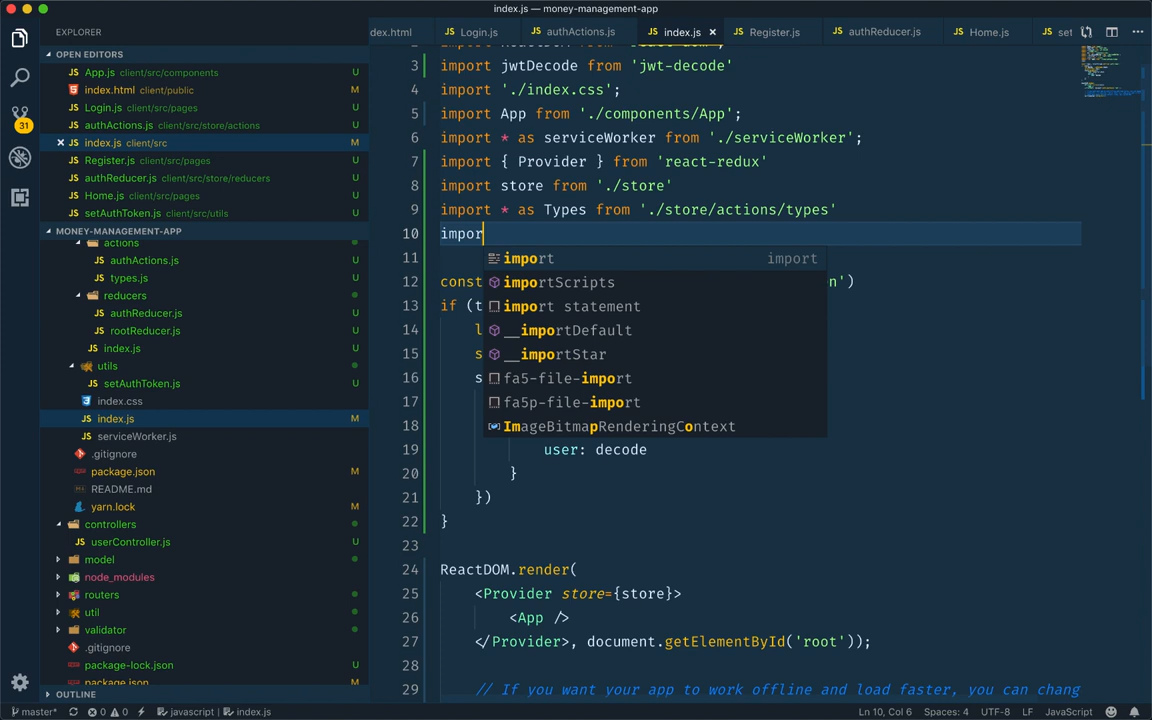 index.js — money-management-app
EXPLORER
OPEN EDITORS
JS App.js client/src/components U
index.html client/public M
JS Login.js client/src/pages U
JS authActions.js client/src/store/actions U
JS index.js client/src M
JS Register.js client/src/pages U
JS authReducer.js client/src/store/reducers U
JS Home.js client/src/pages U
JS setAuthToken.js client/src/utils U
MONEY-MANAGEMENT-APP
actions
JS authActions.js U
JS types.js U
reducers
JS authReducer.js U
JS rootReducer.js U
JS index.js U
utils
JS setAuthToken.js U
index.css
JS index.js M
JS serviceWorker.js
.gitignore
package.json M
README.md
yarn.lock M
controllers
JS userController.js U
model
node_modules
routers
util
validator
.gitignore
package-lock.json U
package.json M
OUTLINE
31
dex.html JS Login.js JS authActions.js JS index.js JS Register.js JS authReducer.js JS Home.js JS set
3 import jwtDecode from 'jwt-decode'
4 import './index.css';
5 import App from './components/App';
6 import * as serviceWorker from './serviceWorker';
7 import { Provider } from 'react-redux'
8 import store from './store'
9 import * as Types from './store/actions/types'
10 impor
import import
importScripts
import statement
__importDefault
__importStar
fa5-file-import
fa5p-file-import
ImageBitmapRenderingContext
11
12 const n')
13 if (t
14 l
15 s
16 s
17
18
19 user: decode
20 }
21 })
22 }
23
24 ReactDOM.render(
25 <Provider store={store}>
26 <App />
27 </Provider>, document.getElementById('root'));
28
29 // If you want your app to work offline and load faster, you can chang
master* 0 0 javascript | index.js Ln 10, Col 6 Spaces: 4 UTF-8 LF JavaScript